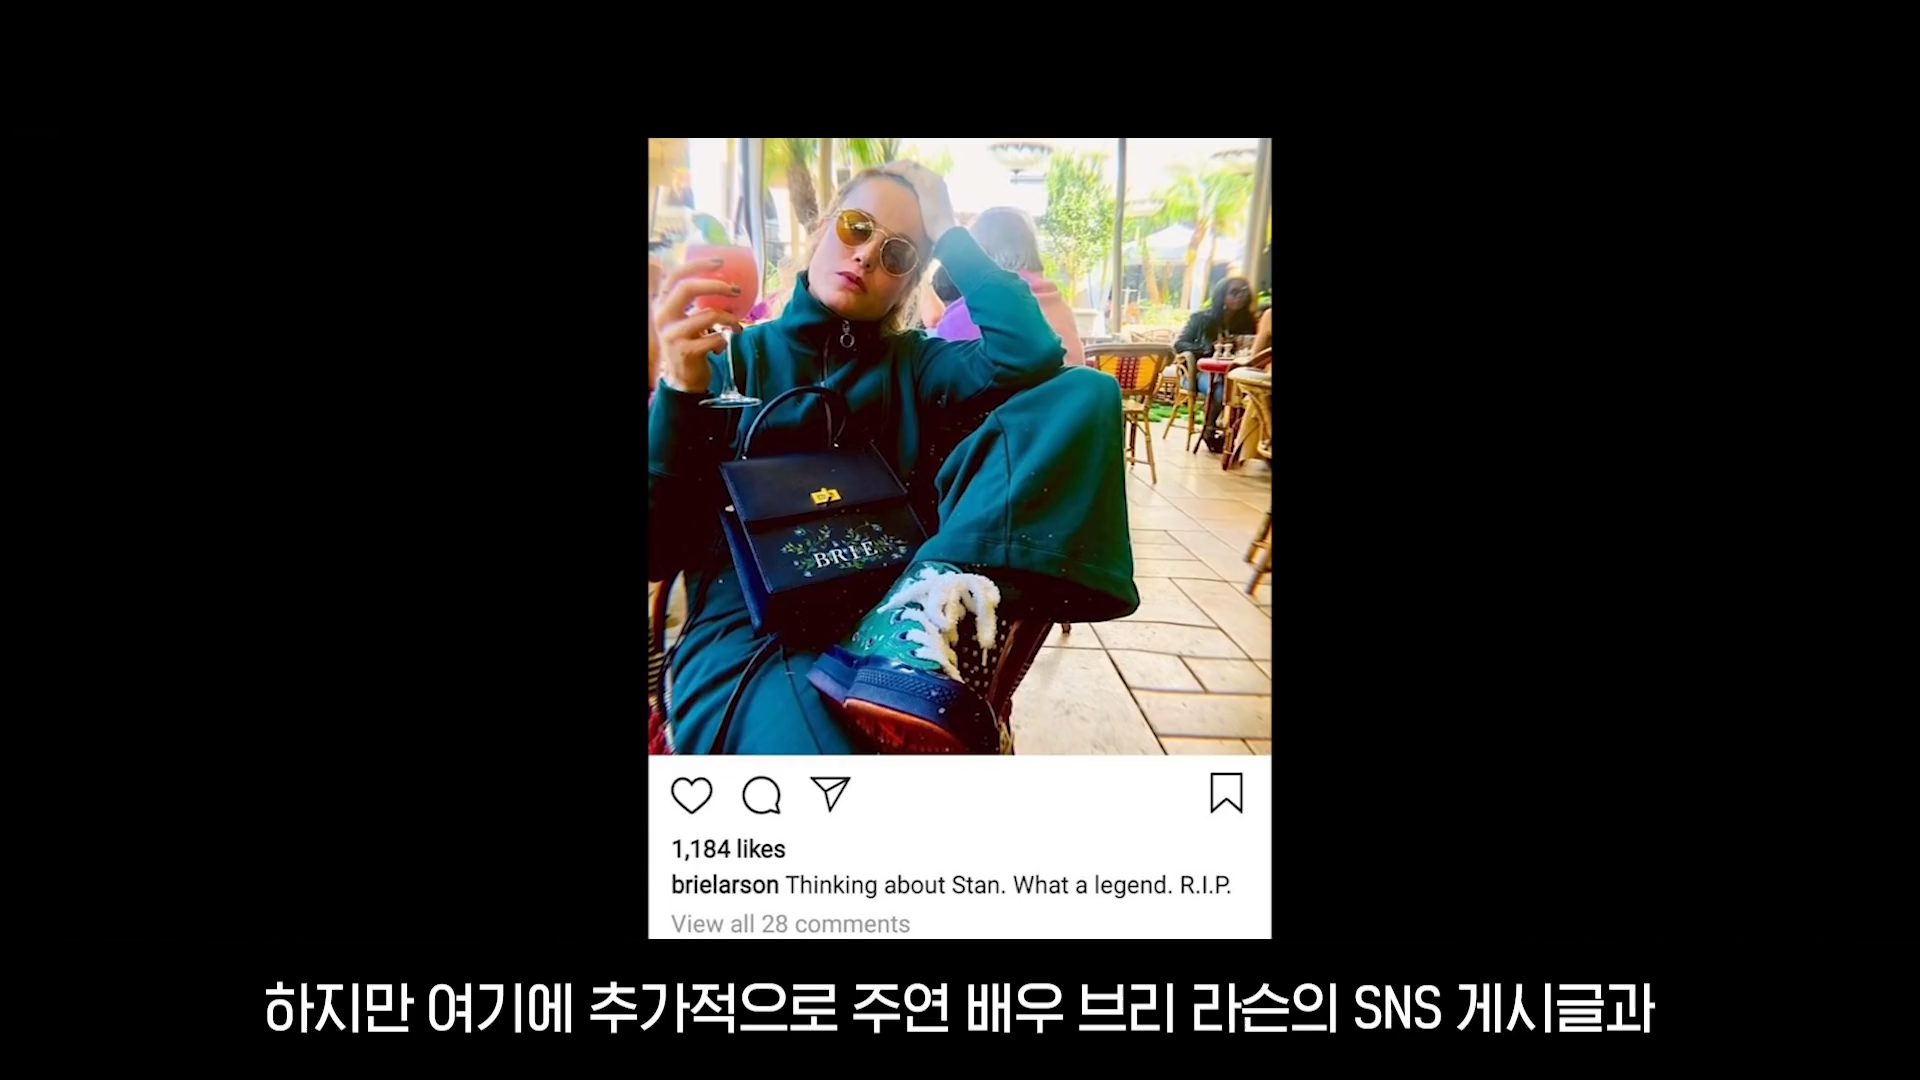 BRIE
1,184 likes
brielarson Thinking about Stan. What a legend. R.I.P.
View all 28 comments
하지만 여기에 추가적으로 주연 배우 브리 라슨의 SNS 게시글과